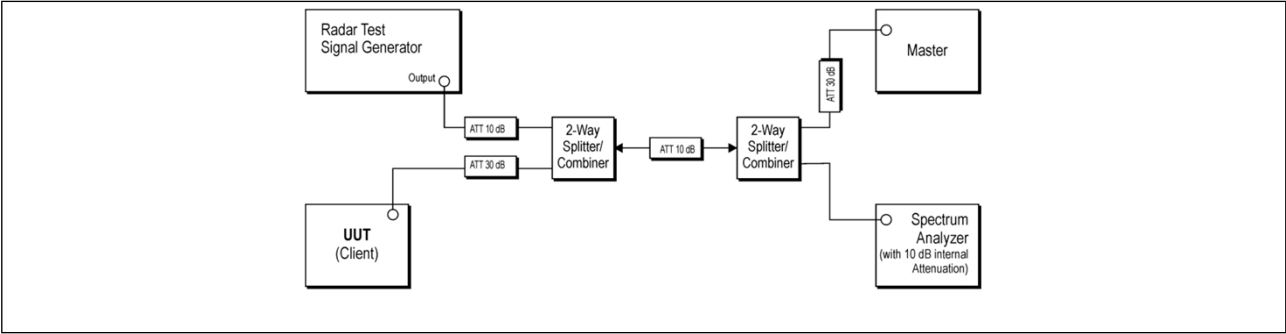 Radar Test
Signal Generator
Output
ATT 10 dB
ATT 30 dB
2-Way
Splitter/
Combiner
ATT 10 dB
2-Way
Splitter/
Combiner
ATT 30 dB
Master
UUT
(Client)
Spectrum
Analyzer
(with 10 dB internal
Attenuation)